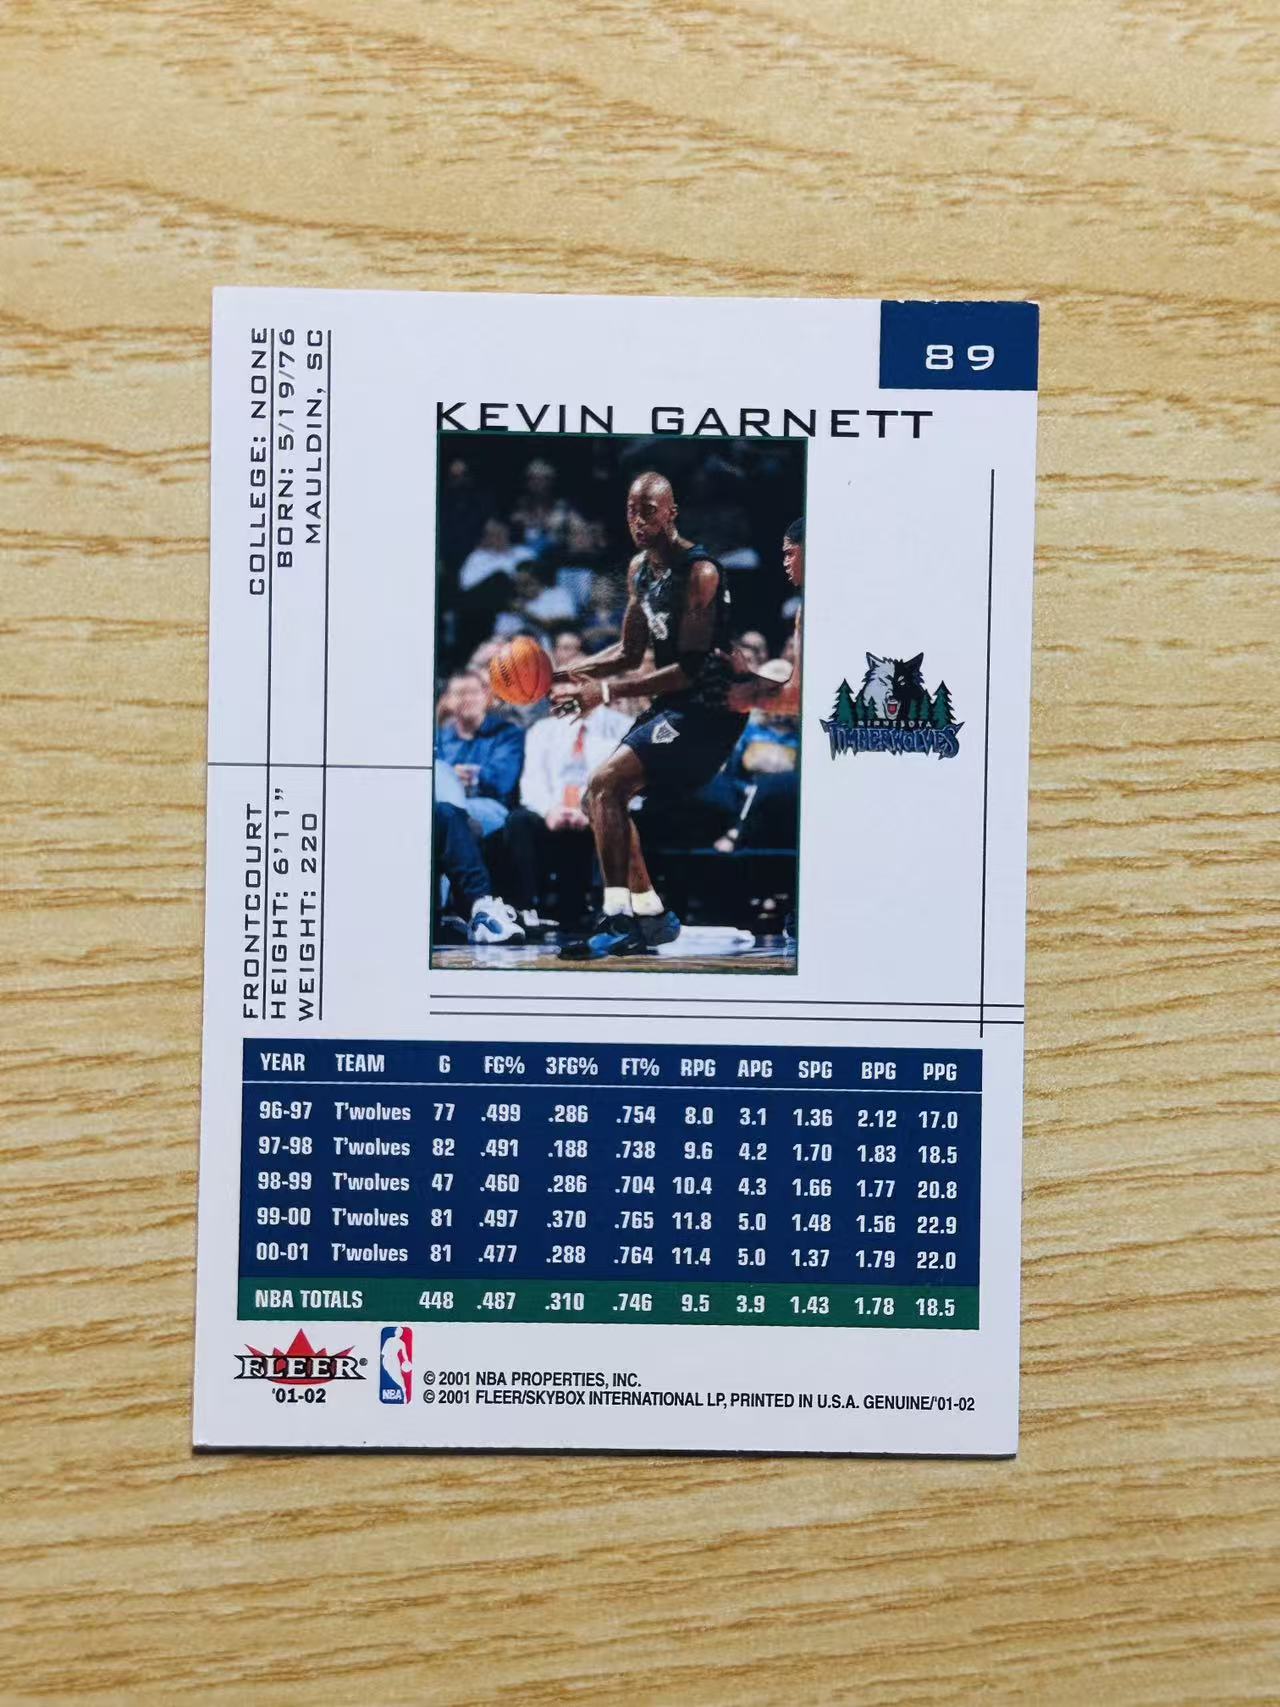 89
KEVIN GARNETT
COLLEGE: NONE
BORN: 5/19/76
MAULDIN, SC
FRONTCOURT
HEIGHT: 6'11"
WEIGHT: 220
MINNESOTA
TIMBERWOLVES
YEAR TEAM G FG% 3FG% FT% RPG APG SPG BPG PPG
96-97 T'wolves 77 .499 .286 .754 8.0 3.1 1.36 2.12 17.0
97-98 T'wolves 82 .491 .188 .738 9.6 4.2 1.70 1.83 18.5
98-99 T'wolves 47 .460 .286 .704 10.4 4.3 1.66 1.77 20.8
99-00 T'wolves 81 .497 .370 .765 11.8 5.0 1.48 1.56 22.9
00-01 T'wolves 81 .477 .288 .764 11.4 5.0 1.37 1.79 22.0
NBA TOTALS 448 .487 .310 .746 9.5 3.9 1.43 1.78 18.5
FLEER®
'01-02
NBA
© 2001 NBA PROPERTIES, INC.
© 2001 FLEER/SKYBOX INTERNATIONAL LP, PRINTED IN U.S.A. GENUINE/'01-02